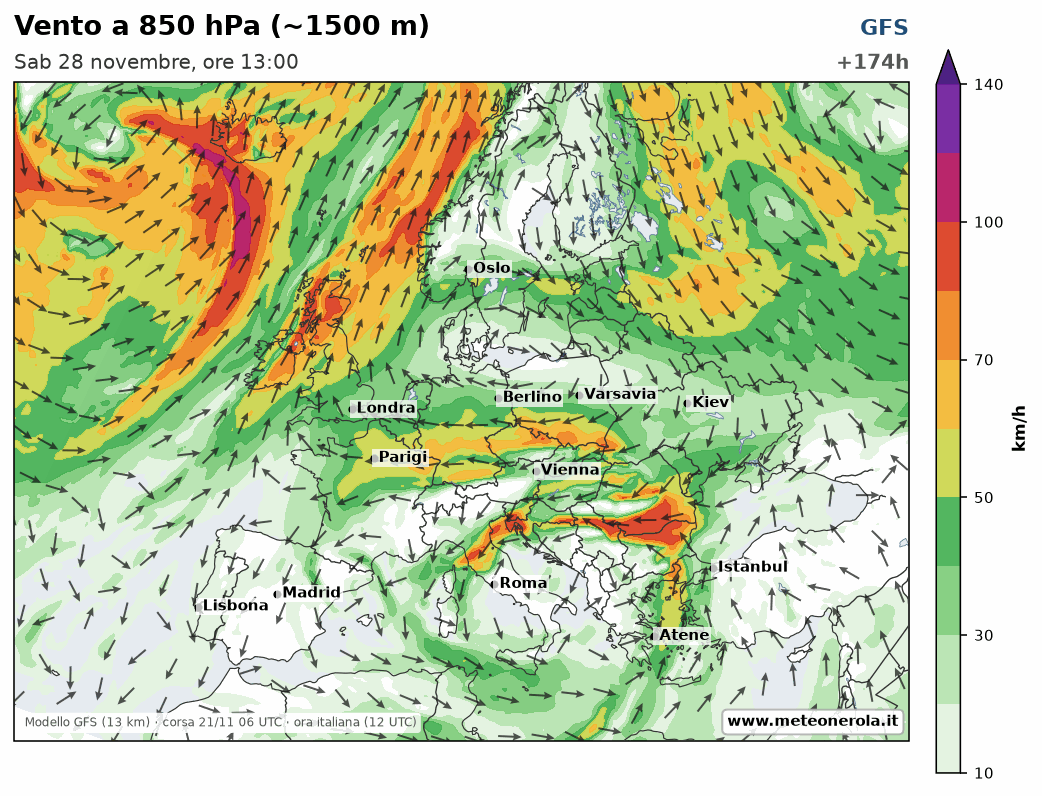 Vento a 850 hPa (~1500 m)
GFS
Sab 28 novembre, ore 13:00
+174h
140
100
70
50
30
10
km/h
Oslo
Berlino
Varsavia
Kiev
Londra
Parigi
Vienna
Istanbul
Roma
Madrid
Lisbona
Atene
Modello GFS (13 km) · corsa 21/11 06 UTC · ora italiana (12 UTC)
www.meteonerola.it